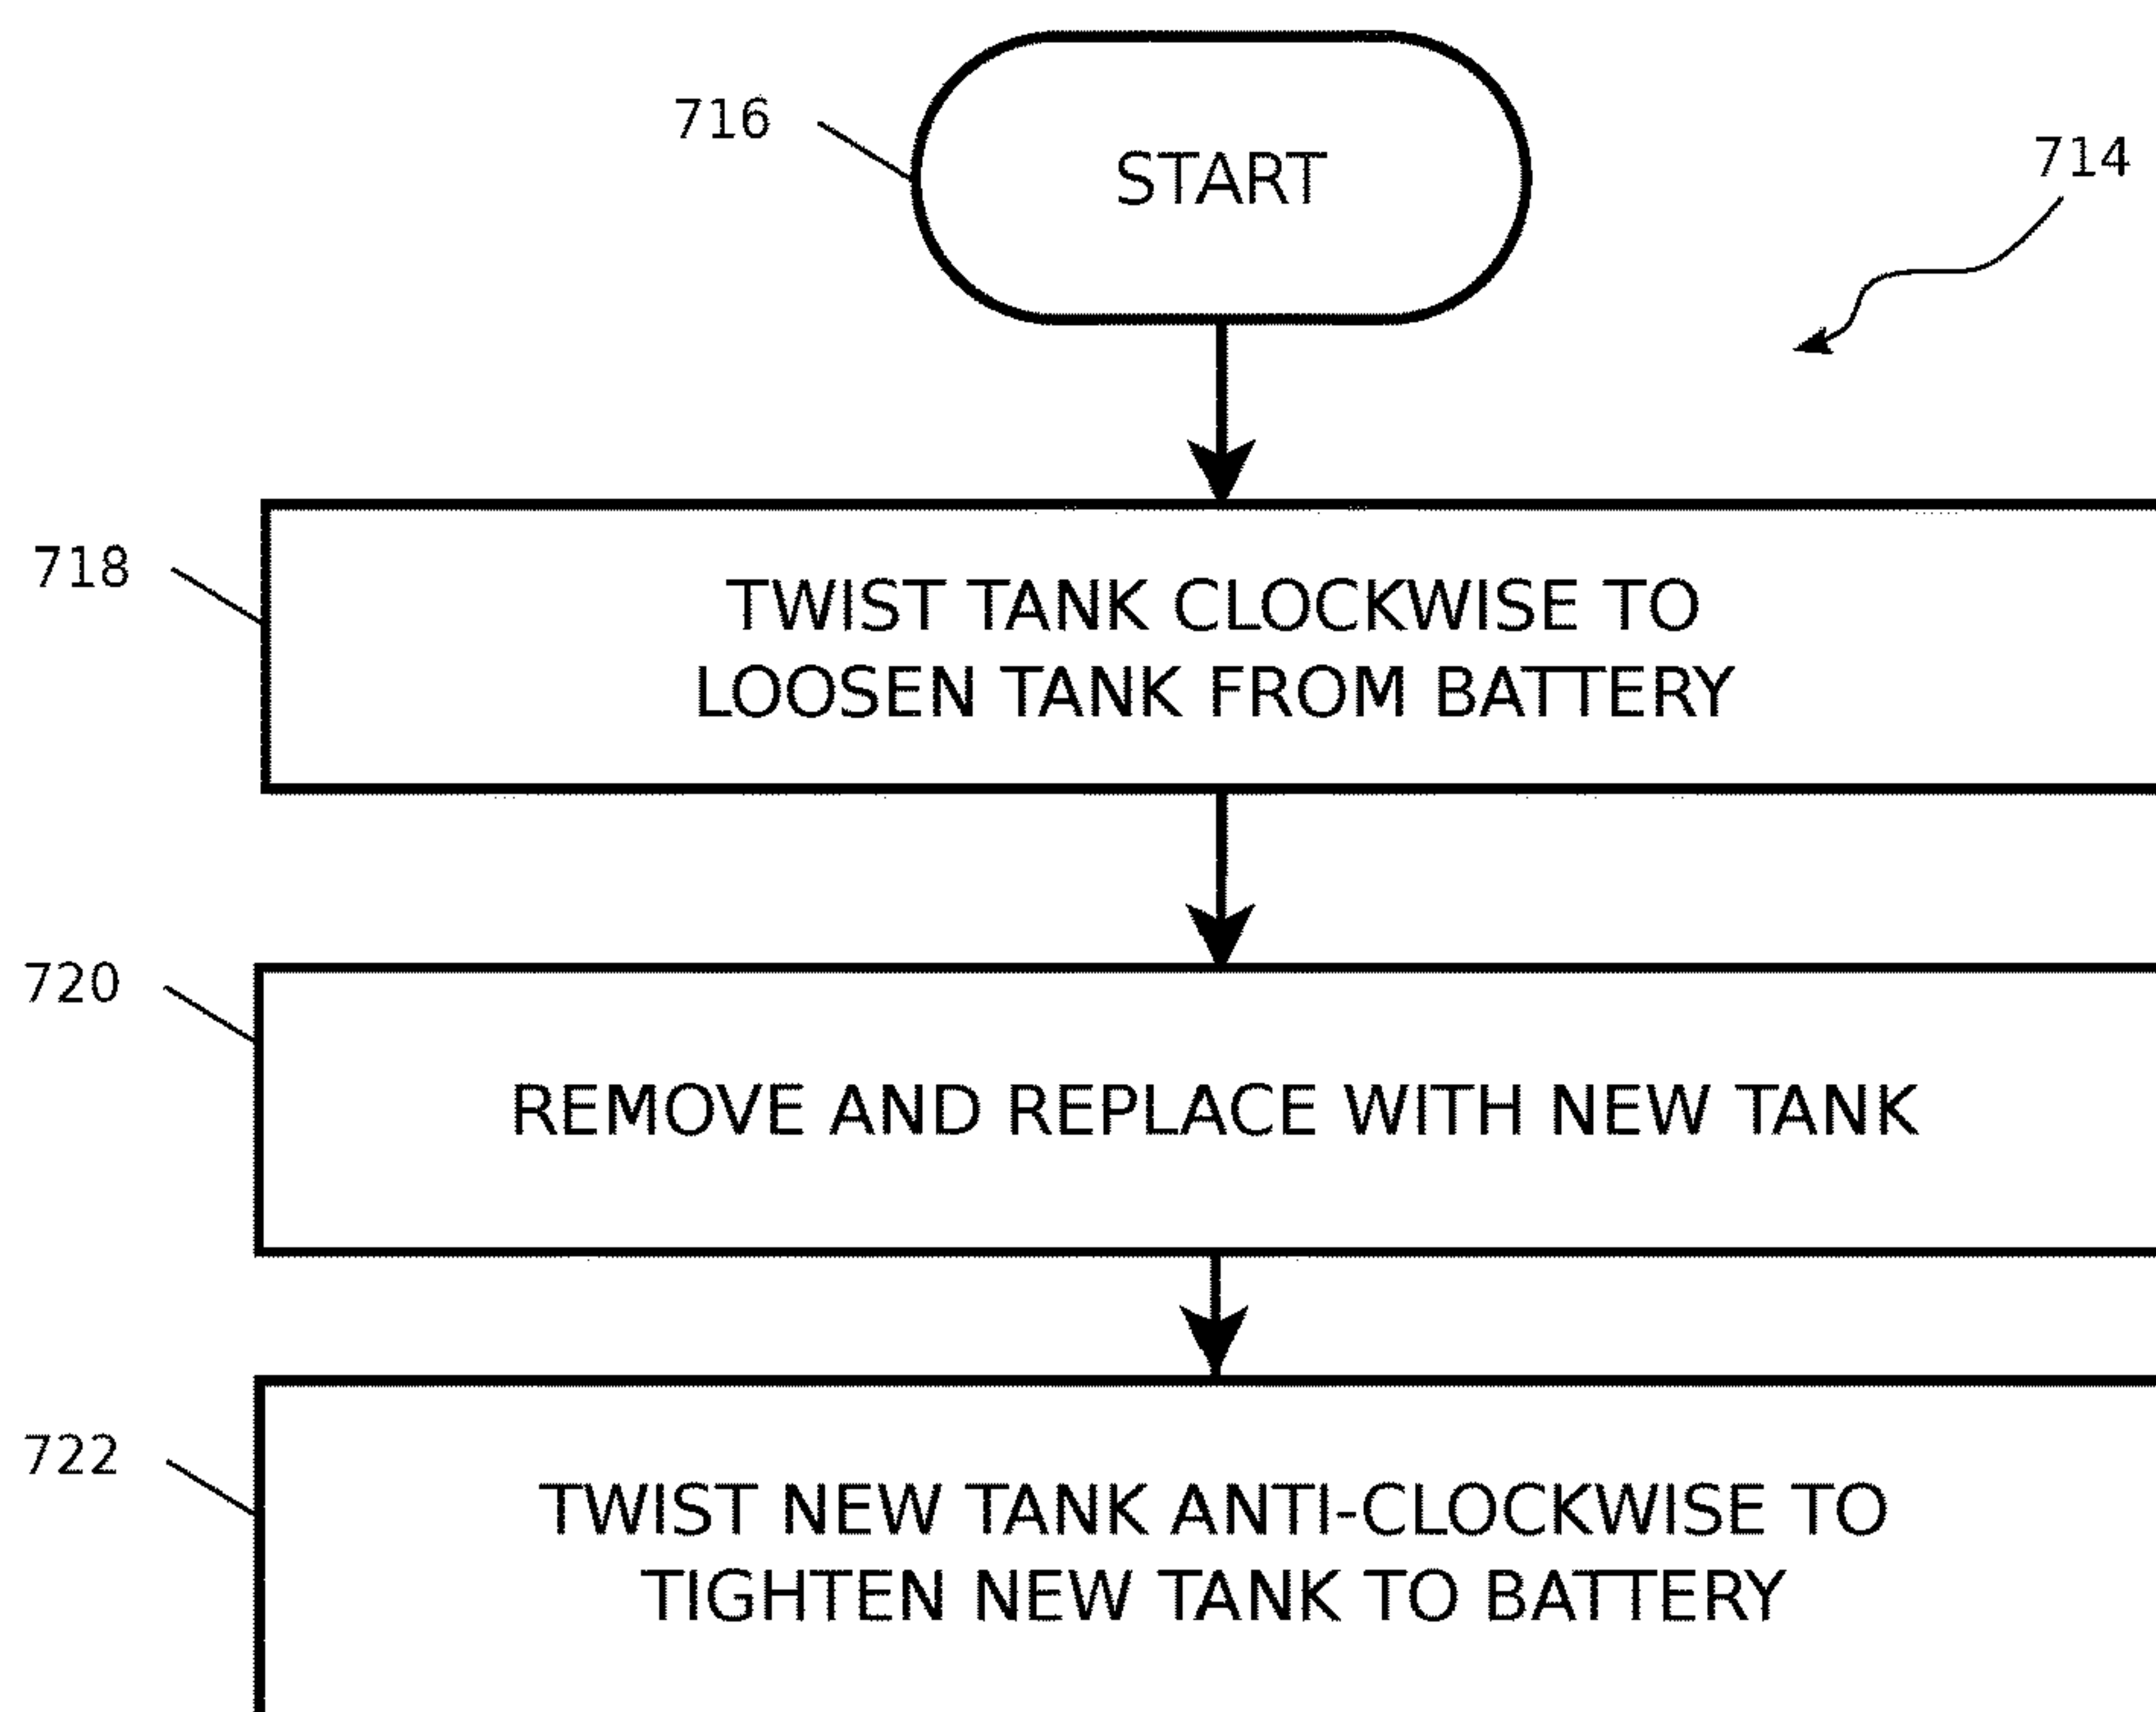 716
START
714
718
TWIST TANK CLOCKWISE TO
LOOSEN TANK FROM BATTERY
720
REMOVE AND REPLACE WITH NEW TANK
722
TWIST NEW TANK ANTI-CLOCKWISE TO
TIGHTEN NEW TANK TO BATTERY